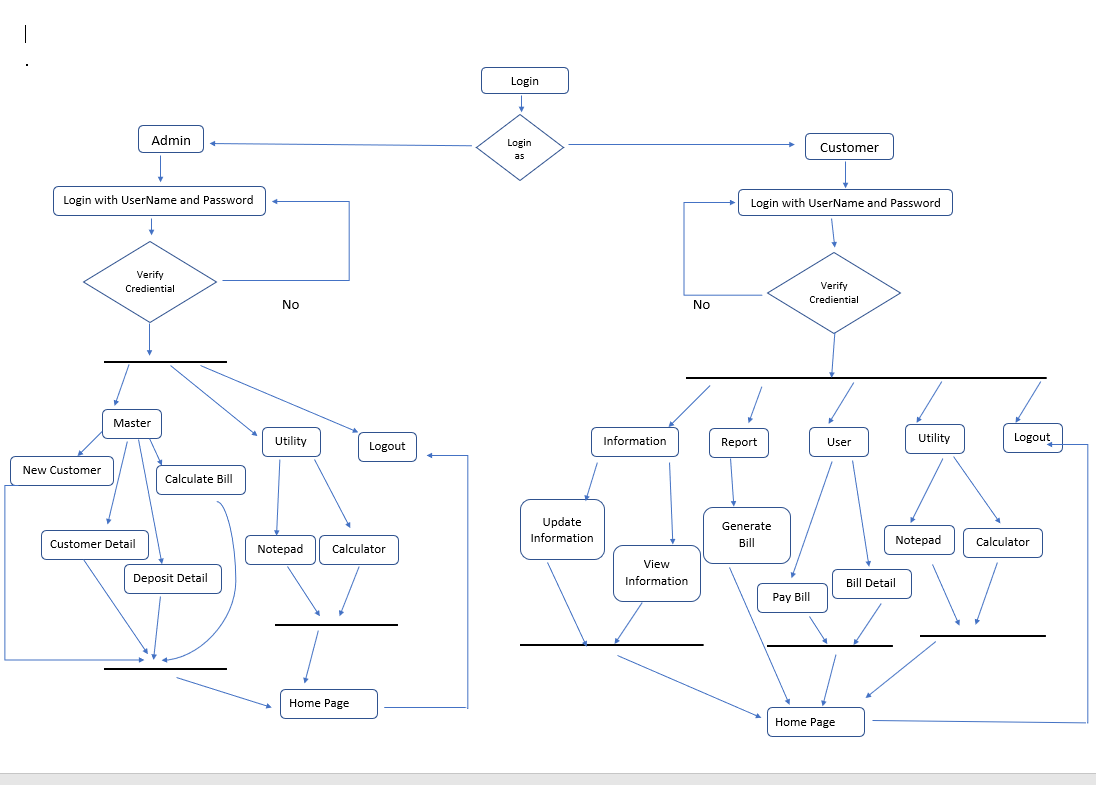 .
Login
Login
as
Admin
Customer
Login with UserName and Password
Login with UserName and Password
Verify
Crediential
Verify
Crediential
No
No
Master
Utility
Logout
Information
Report
User
Utility
Logout
New Customer
Calculate Bill
Customer Detail
Deposit Detail
Notepad
Calculator
Update
Information
View
Information
Generate
Bill
Pay Bill
Bill Detail
Notepad
Calculator
Home Page
Home Page